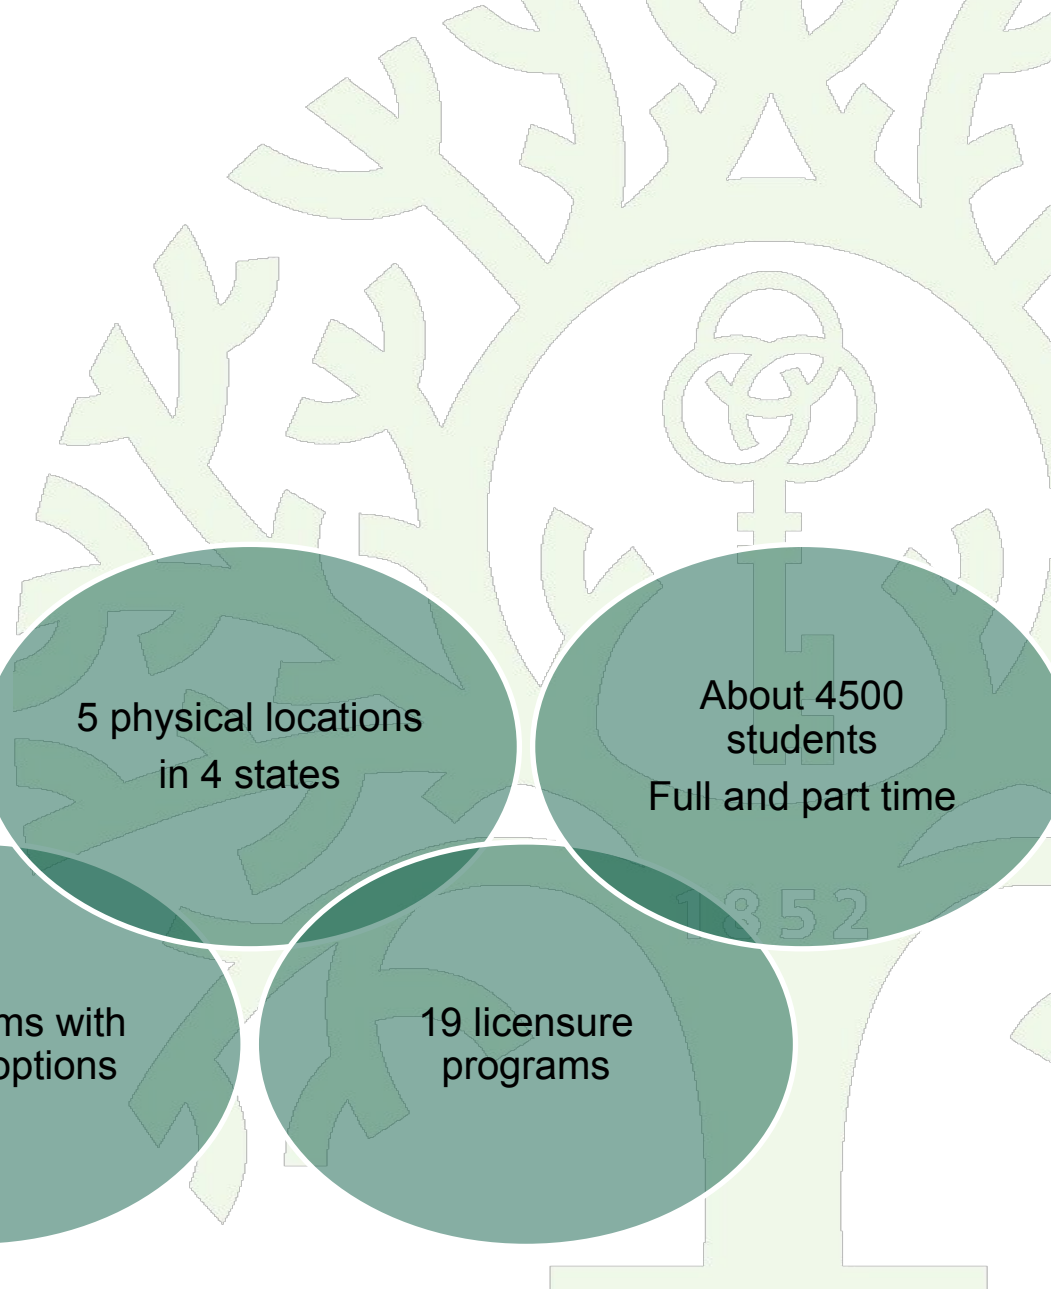 5 physical locations
in 4 states
About 4500
students
Full and part time
1852
ms with
options
19 licensure
programs